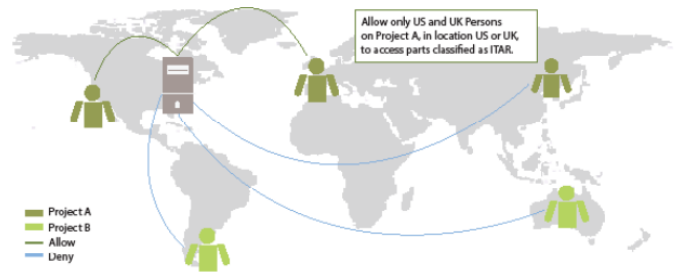 Allow only US and UK Persons
on Project A, in location US or UK,
to access parts classified as ITAR.
Project A
Project B
Allow
Deny